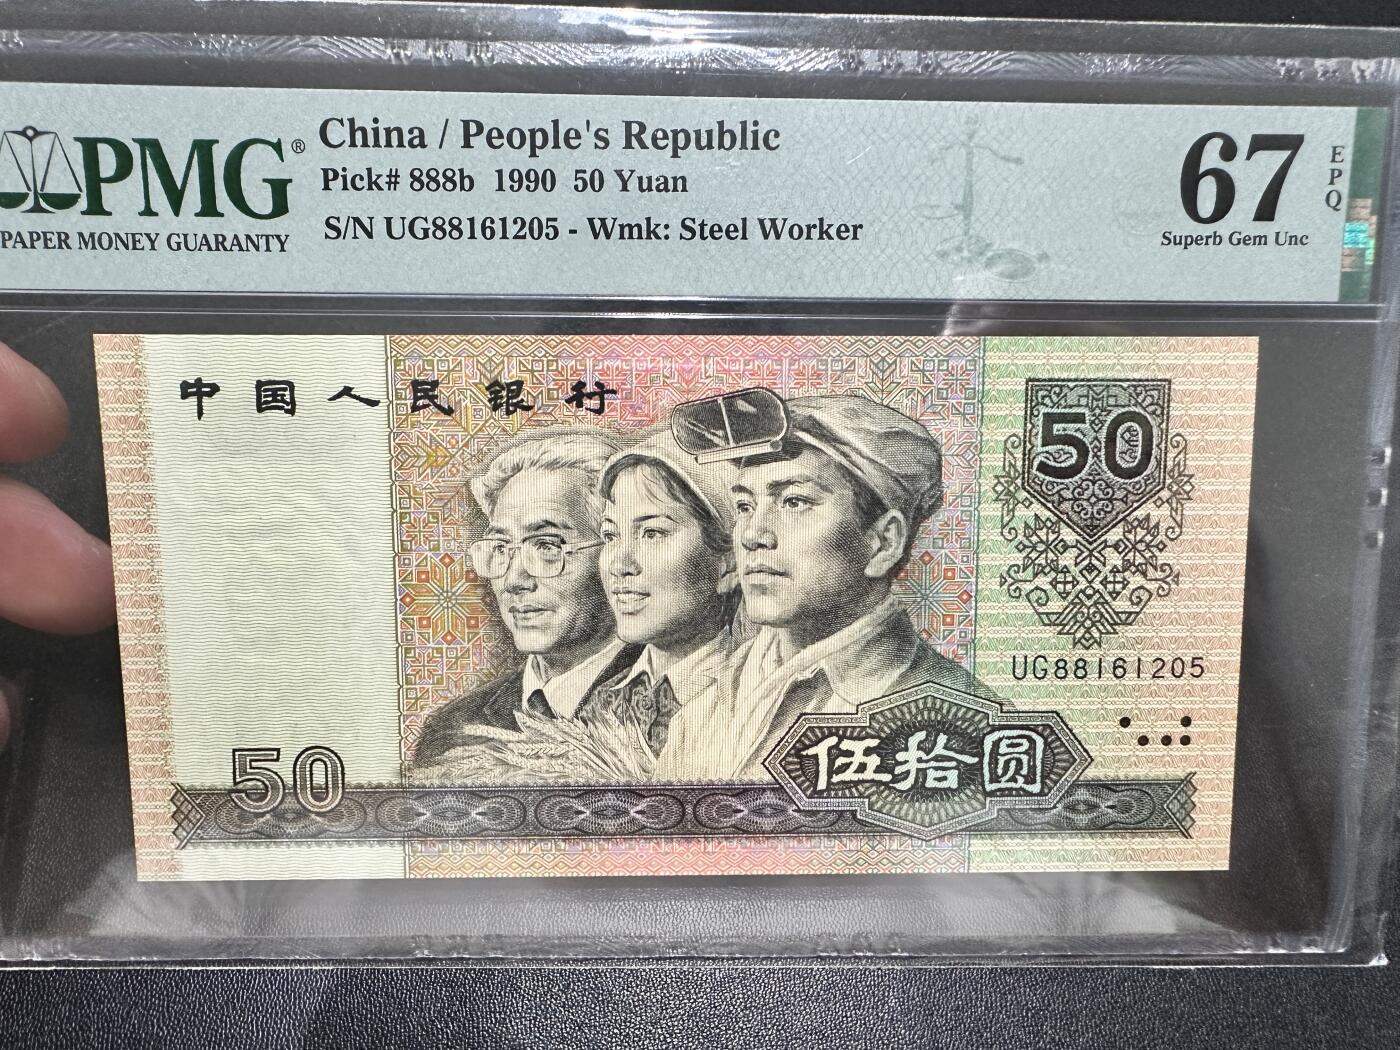 PMG®
PAPER MONEY GUARANTY
China / People's Republic
Pick# 888b 1990 50 Yuan
S/N UG88161205 - Wmk: Steel Worker
67
EPQ
Superb Gem Unc
中国人民银行
50
UG88161205
50
伍拾圆